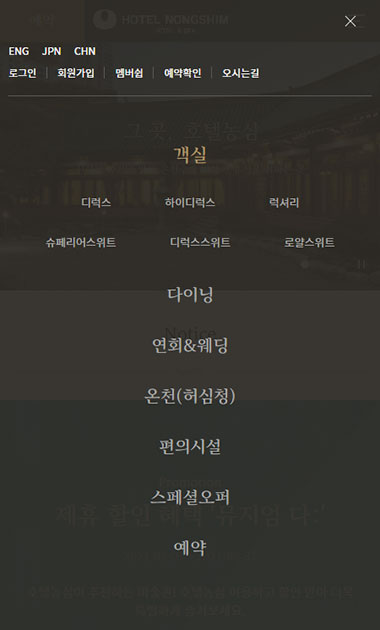 예약
HOTEL NONGSHIM
ENG JPN CHN
로그인 회원가입 멤버쉽 예약확인 오시는길
그 곳, 호텔농심
객실
디럭스 하이디럭스 럭셔리
슈페리어스위트 디럭스스위트 로얄스위트
다이닝
Notice
연회&웨딩
온천(허심청)
편의시설
Promotion
스페셜오퍼
제휴 할인 혜택 '뮤지엄 다:'
예약